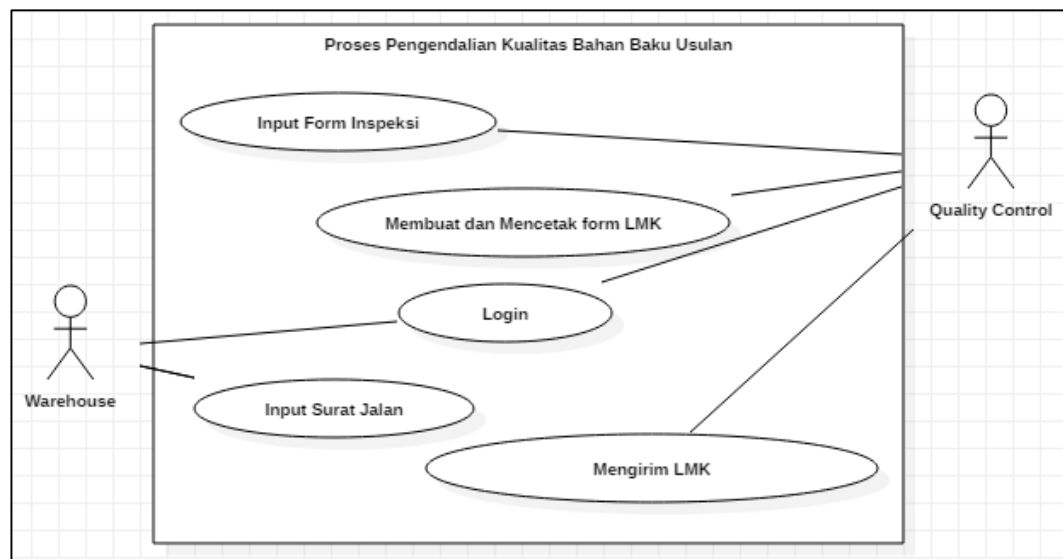 Proses Pengendalian Kualitas Bahan Baku Usulan
Input Form Inspeksi
Quality Control
Membuat dan Mencetak form LMK
Login
Warehouse
Input Surat Jalan
Mengirim LMK